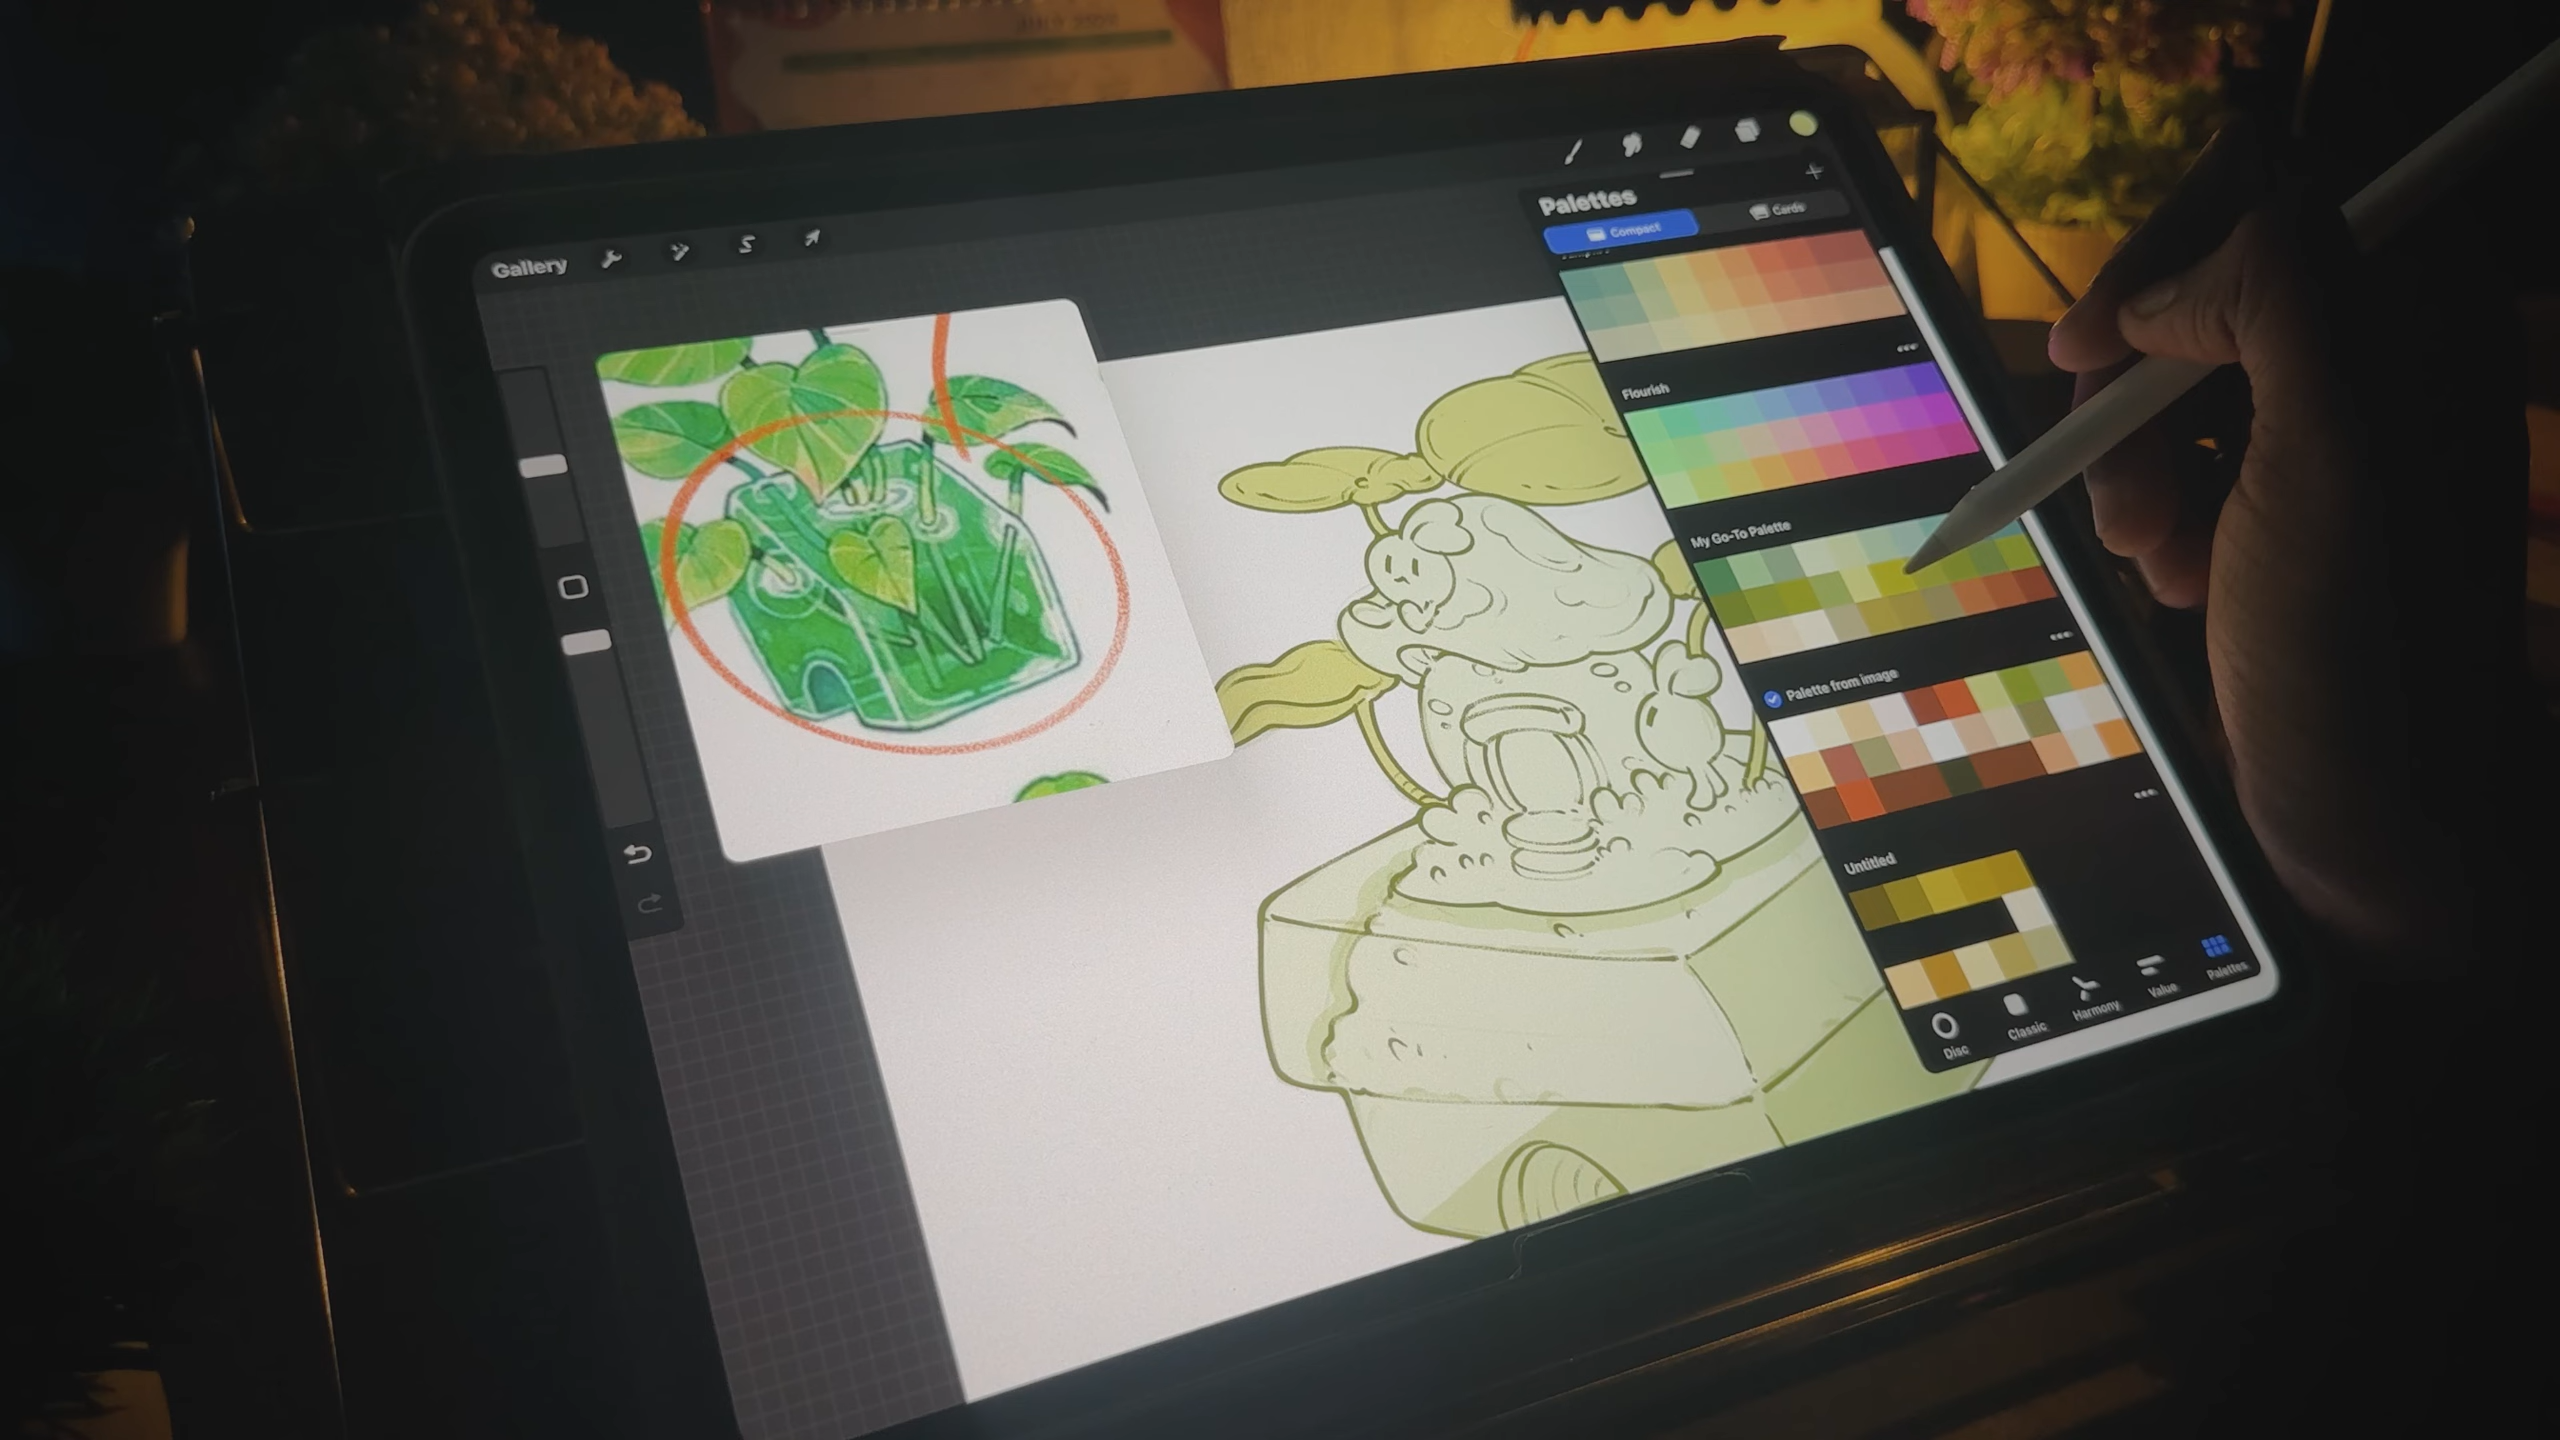 Gallery
Palettes
Compact
Cards
Flourish
My Go-To Palette
Palette from image
Untitled
Disc
Classic
Harmony
Value
Palettes